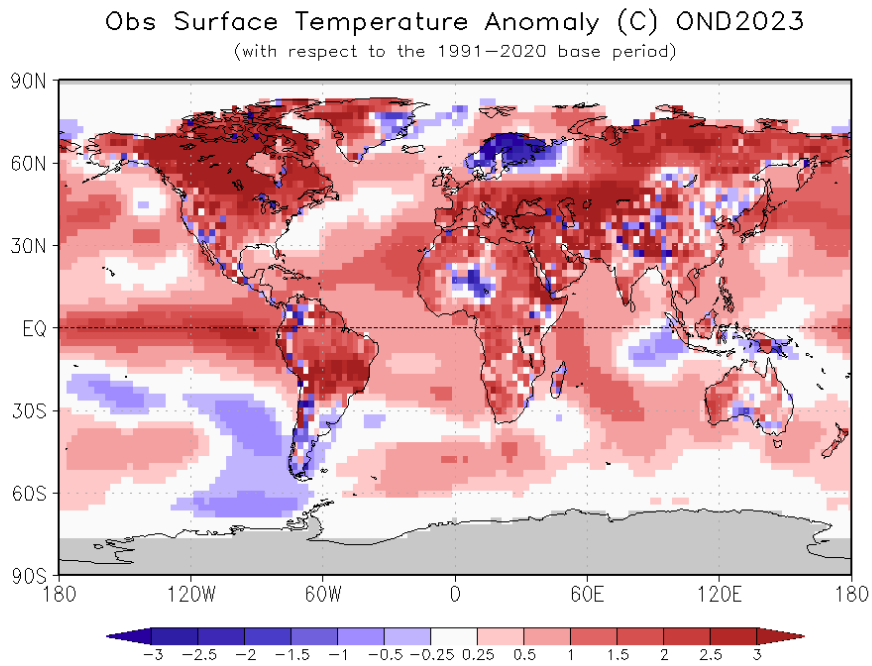 Obs Surface Temperature Anomaly (C) OND2023
(with respect to the 1991−2020 base period)
90N
60N
30N
EQ
30S
60S
90S
180 120W 60W 0 60E 120E 180
−3 −2.5 −2 −1.5 −1 −0.5 −0.25 0.25 0.5 1 1.5 2 2.5 3